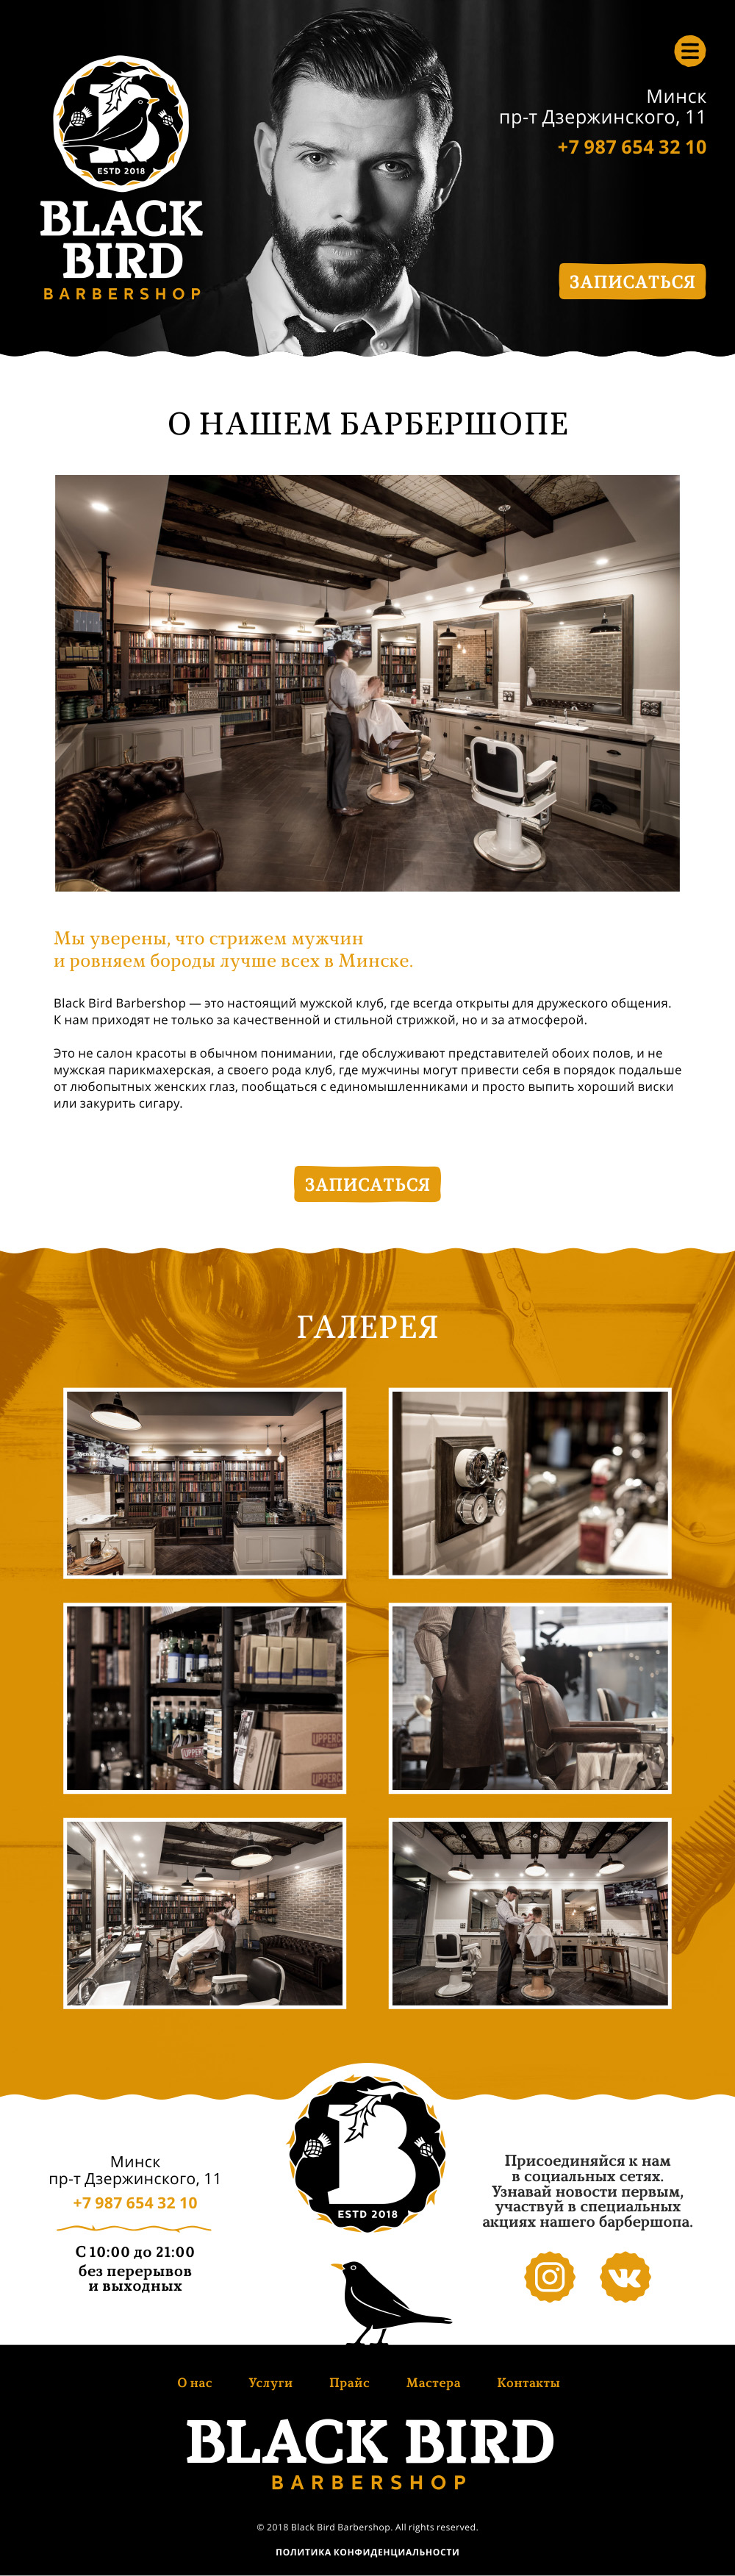 Минск
пр-т Дзержинского, 11
+7 987 654 32 10
ESTD 2018
BLACK
BIRD
BARBERSHOP
ЗАПИСАТЬСЯ
О НАШЕМ БАРБЕРШОПЕ
Мы уверены, что стрижем мужчин
и ровняем бороды лучше всех в Минске.
Black Bird Barbershop — это настоящий мужской клуб, где всегда открыты для дружеского общения.
К нам приходят не только за качественной и стильной стрижкой, но и за атмосферой.
Это не салон красоты в обычном понимании, где обслуживают представителей обоих полов, и не
мужская парикмахерская, а своего рода клуб, где мужчины могут привести себя в порядок подальше
от любопытных женских глаз, пообщаться с единомышленниками и просто выпить хороший виски
или закурить сигару.
ЗАПИСАТЬСЯ
ГАЛЕРЕЯ
UPPERC
UPPERC
B
ESTD 2018
Минск
пр-т Дзержинского, 11
+7 987 654 32 10
С 10:00 до 21:00
без перерывов
и выходных
Присоединяйся к нам
в социальных сетях.
Узнавай новости первым,
участвуй в специальных
акциях нашего барбершопа.
О нас Услуги Прайс Мастера Контакты
BLACK BIRD
BARBERSHOP
© 2018 Black Bird Barbershop. All rights reserved.
ПОЛИТИКА КОНФИДЕНЦИАЛЬНОСТИ